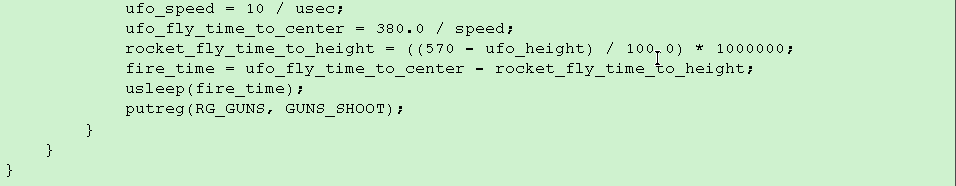 ufo_speed = 10 / usec;
ufo_fly_time_to_center = 380.0 / speed;
rocket_fly_time_to_height = ((570 - ufo_height) / 100.0) * 1000000;
fire_time = ufo_fly_time_to_center - rocket_fly_time_to_height;
usleep(fire_time);
putreg(RG_GUNS, GUNS_SHOOT);
}
}
}